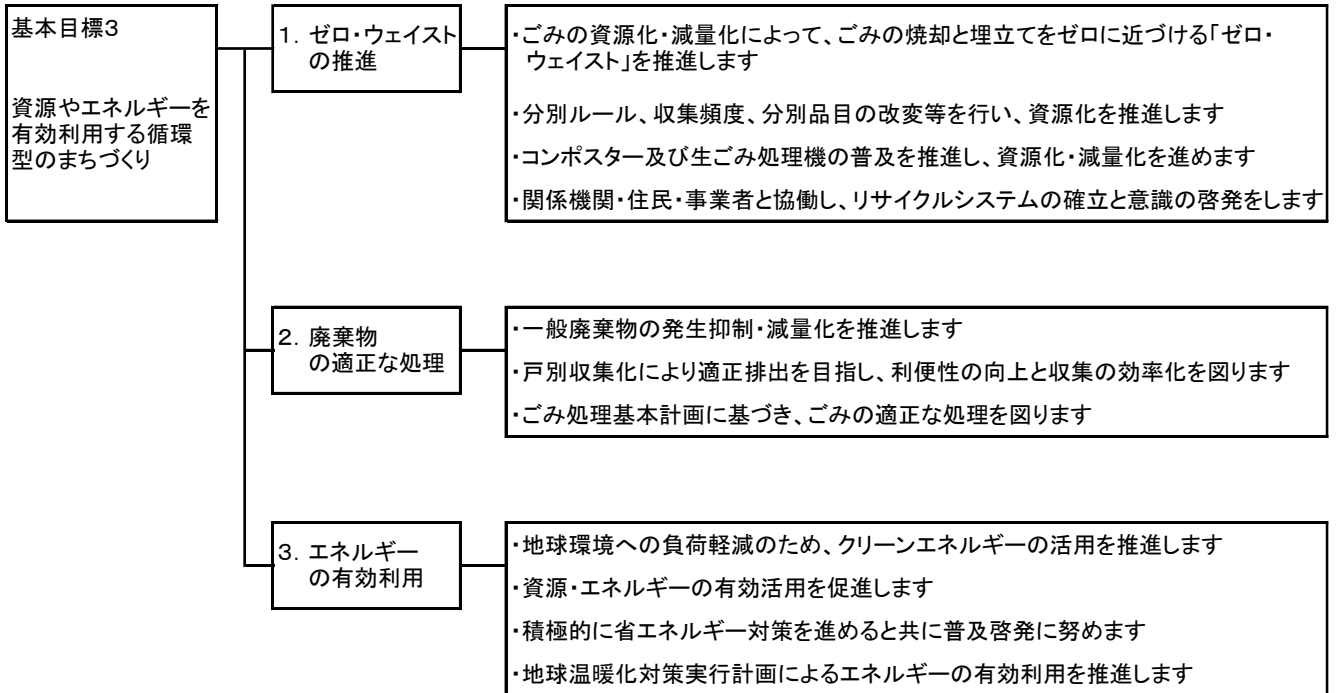 基本目標3
資源やエネルギーを
有効利用する循環
型のまちづくり
1. ゼロ・ウェイスト
の推進
・ごみの資源化・減量化によって、ごみの焼却と埋立てをゼロに近づける「ゼロ・
ウェイスト」を推進します
・分別ルール、収集頻度、分別品目の改変等を行い、資源化を推進します
・コンポスター及び生ごみ処理機の普及を推進し、資源化・減量化を進めます
・関係機関・住民・事業者と協働し、リサイクルシステムの確立と意識の啓発をします
2. 廃棄物
の適正な処理
・一般廃棄物の発生抑制・減量化を推進します
・戸別収集化により適正排出を目指し、利便性の向上と収集の効率化を図ります
・ごみ処理基本計画に基づき、ごみの適正な処理を図ります
3. エネルギー
の有効利用
・地球環境への負荷軽減のため、クリーンエネルギーの活用を推進します
・資源・エネルギーの有効活用を促進します
・積極的に省エネルギー対策を進めると共に普及啓発に努めます
・地球温暖化対策実行計画によるエネルギーの有効利用を推進します